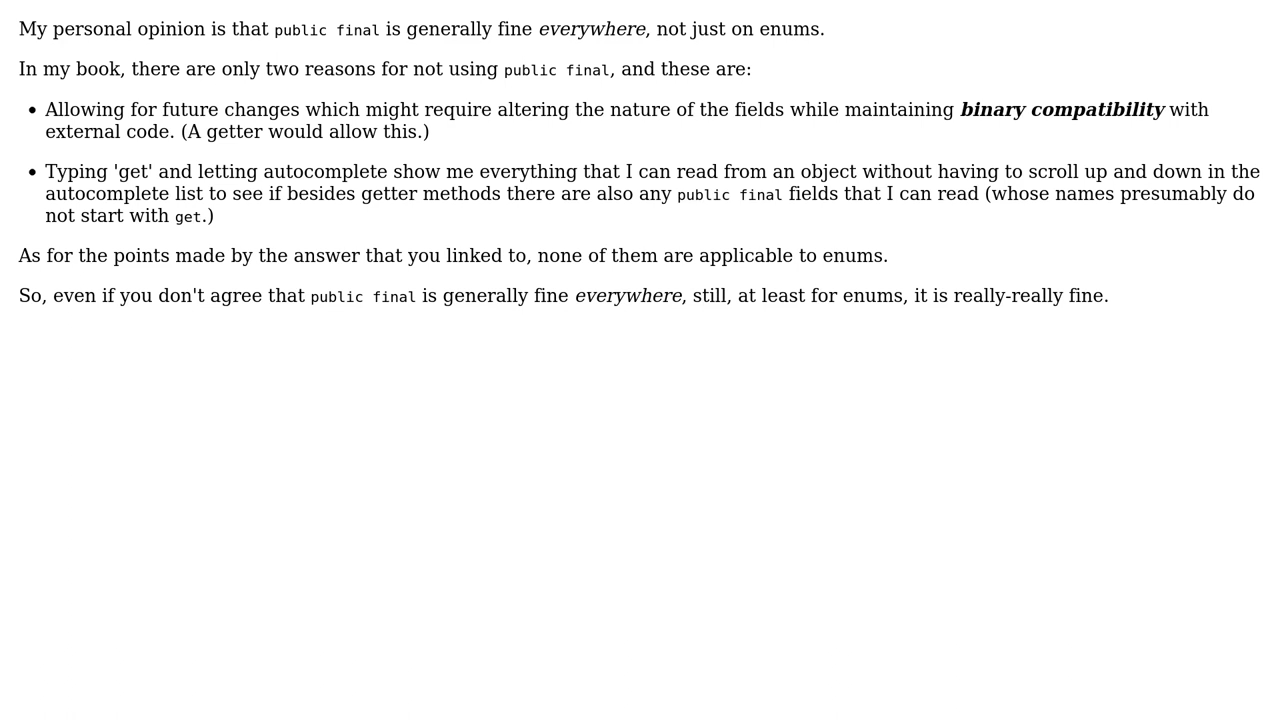 My personal opinion is that public final is generally fine everywhere, not just on enums.
In my book, there are only two reasons for not using public final, and these are:
• Allowing for future changes which might require altering the nature of the fields while maintaining binary compatibility with
external code. (A getter would allow this.)
• Typing 'get' and letting autocomplete show me everything that I can read from an object without having to scroll up and down in the
autocomplete list to see if besides getter methods there are also any public final fields that I can read (whose names presumably do
not start with get.)
As for the points made by the answer that you linked to, none of them are applicable to enums.
So, even if you don't agree that public final is generally fine everywhere, still, at least for enums, it is really-really fine.